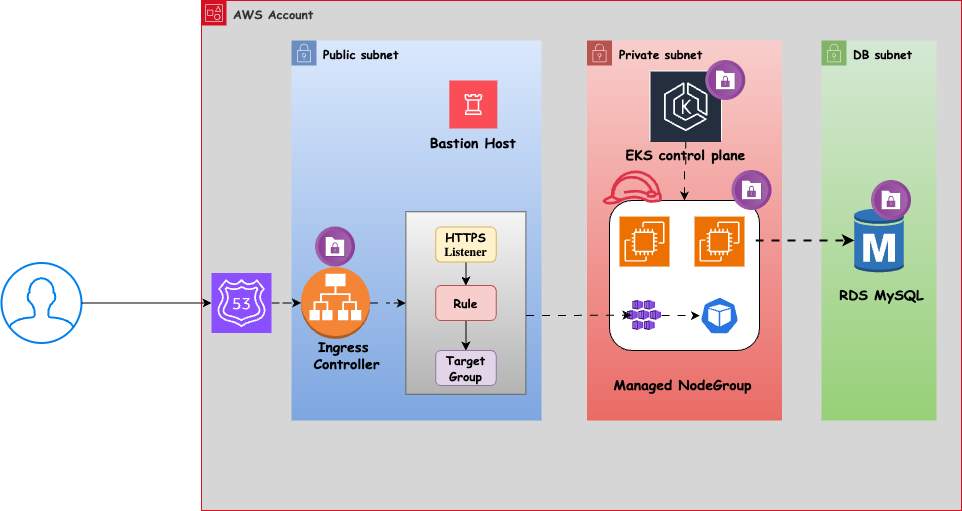 AWS Account
Public subnet
Private subnet
DB subnet
Bastion Host
K
EKS control plane
HTTPS
Listener
Rule
Target
Group
53
Ingress
Controller
M
RDS MySQL
Managed NodeGroup